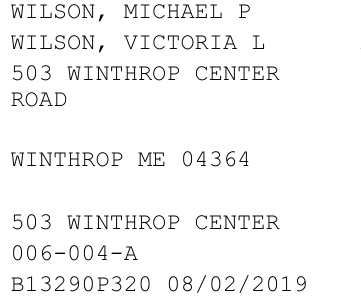 WILSON, MICHAEL P
WILSON, VICTORIA L
503 WINTHROP CENTER
ROAD
WINTHROP ME 04364
503 WINTHROP CENTER
006-004-A
B13290P320 08/02/2019